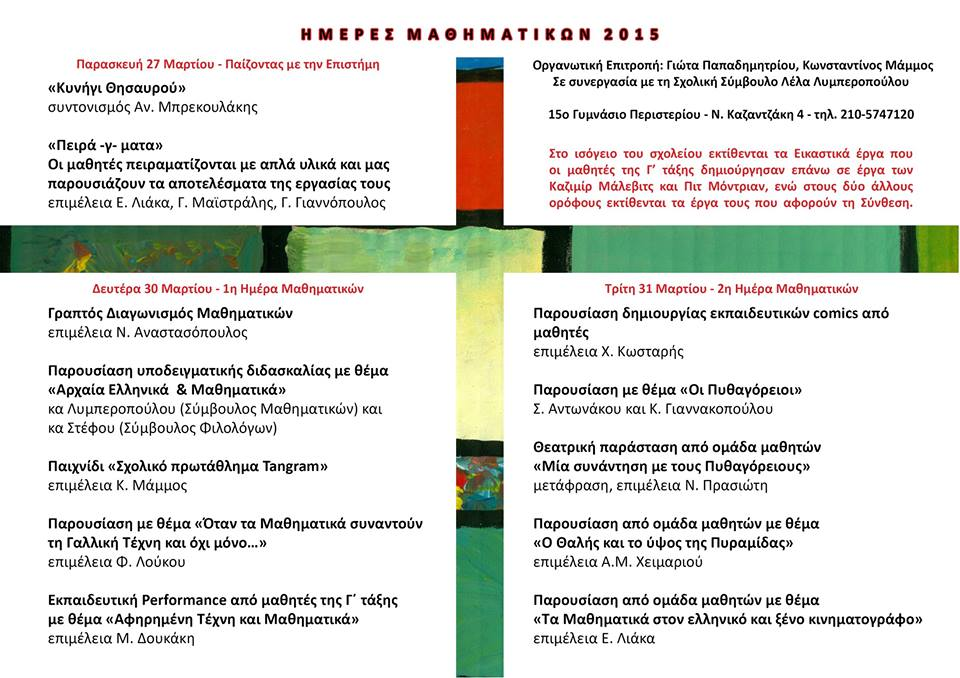 ΗΜΕΡΕΣ ΜΑΘΗΜΑΤΙΚΩΝ 2015
Παρασκευή 27 Μαρτίου - Παίζοντας με την Επιστήμη
«Κυνήγι Θησαυρού»
συντονισμός Αν. Μπρεκουλάκης
«Πειρά -γ- ματα»
Οι μαθητές πειραματίζονται με απλά υλικά και μας
παρουσιάζουν τα αποτελέσματα της εργασίας τους
επιμέλεια Ε. Λιάκα, Γ. Μαϊστράλης, Γ. Γιαννόπουλος
Οργανωτική Επιτροπή: Γιώτα Παπαδημητρίου, Κωνσταντίνος Μάμμος
Σε συνεργασία με τη Σχολική Σύμβουλο Λέλα Λυμπεροπούλου
15ο Γυμνάσιο Περιστερίου - Ν. Καζαντζάκη 4 - τηλ. 210-5747120
Στο ισόγειο του σχολείου εκτίθενται τα Εικαστικά έργα που
οι μαθητές της Γ’ τάξης δημιούργησαν επάνω σε έργα των
Καζιμίρ Μάλεβιτς και Πιτ Μόντριαν, ενώ στους δύο άλλους
ορόφους εκτίθενται τα έργα τους που αφορούν τη Σύνθεση.
Δευτέρα 30 Μαρτίου - 1η Ημέρα Μαθηματικών
Γραπτός Διαγωνισμός Μαθηματικών
επιμέλεια Ν. Αναστασόπουλος
Παρουσίαση υποδειγματικής διδασκαλίας με θέμα
«Αρχαία Ελληνικά & Μαθηματικά»
κα Λυμπεροπούλου (Σύμβουλος Μαθηματικών) και
κα Στέφου (Σύμβουλος Φιλολόγων)
Παιχνίδι «Σχολικό πρωτάθλημα Tangram»
επιμέλεια Κ. Μάμμος
Παρουσίαση με θέμα «Όταν τα Μαθηματικά συναντούν
τη Γαλλική Τέχνη και όχι μόνο…»
επιμέλεια Φ. Λούκου
Εκπαιδευτική Performance από μαθητές της Γ΄ τάξης
με θέμα «Αφηρημένη Τέχνη και Μαθηματικά»
επιμέλεια Μ. Δουκάκη
Τρίτη 31 Μαρτίου - 2η Ημέρα Μαθηματικών
Παρουσίαση δημιουργίας εκπαιδευτικών comics από
μαθητές
επιμέλεια Χ. Κωσταρής
Παρουσίαση με θέμα «Οι Πυθαγόρειοι»
Σ. Αντωνάκου και Κ. Γιαννακοπούλου
Θεατρική παράσταση από ομάδα μαθητών
«Μία συνάντηση με τους Πυθαγόρειους»
μετάφραση, επιμέλεια Ν. Πρασιώτη
Παρουσίαση από ομάδα μαθητών με θέμα
«Ο Θαλής και το ύψος της Πυραμίδας»
επιμέλεια Α.Μ. Χειμαριού
Παρουσίαση από ομάδα μαθητών με θέμα
«Τα Μαθηματικά στον ελληνικό και ξένο κινηματογράφο»
επιμέλεια Ε. Λιάκα